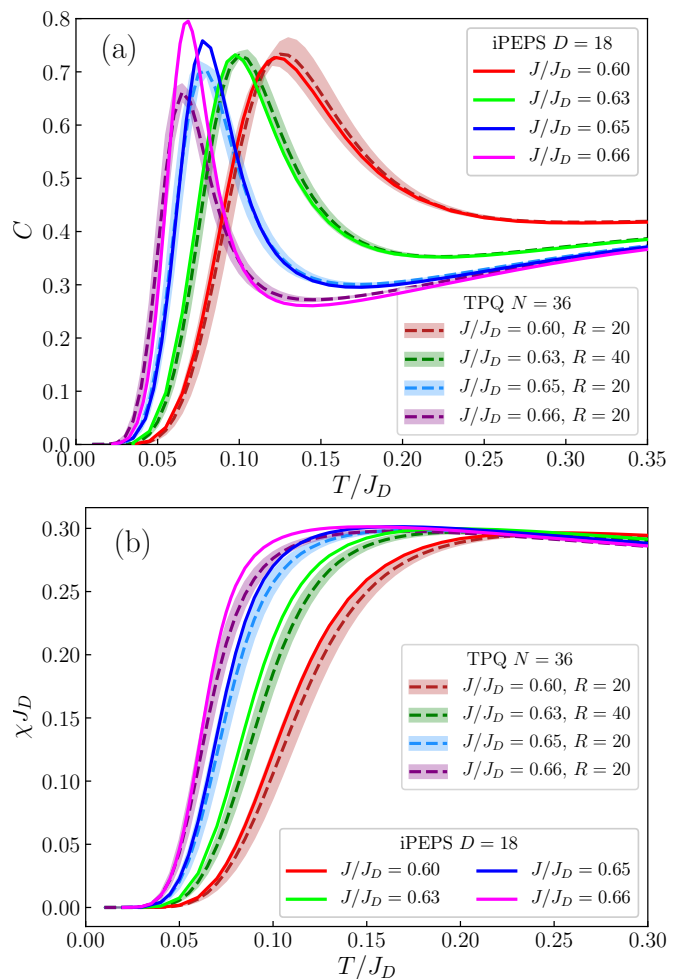 (a)
iPEPS D = 18
J/J_D = 0.60
J/J_D = 0.63
J/J_D = 0.65
J/J_D = 0.66
TPQ N = 36
J/J_D = 0.60, R = 20
J/J_D = 0.63, R = 40
J/J_D = 0.65, R = 20
J/J_D = 0.66, R = 20
C
0.8
0.7
0.6
0.5
0.4
0.3
0.2
0.1
0.0
0.00 0.05 0.10 0.15 0.20 0.25 0.30 0.35
T/J_D
(b)
χJ_D
0.30
0.25
0.20
0.15
0.10
0.05
0.00
TPQ N = 36
J/J_D = 0.60, R = 20
J/J_D = 0.63, R = 40
J/J_D = 0.65, R = 20
J/J_D = 0.66, R = 20
iPEPS D = 18
J/J_D = 0.60 J/J_D = 0.65
J/J_D = 0.63 J/J_D = 0.66
0.00 0.05 0.10 0.15 0.20 0.25 0.30
T/J_D